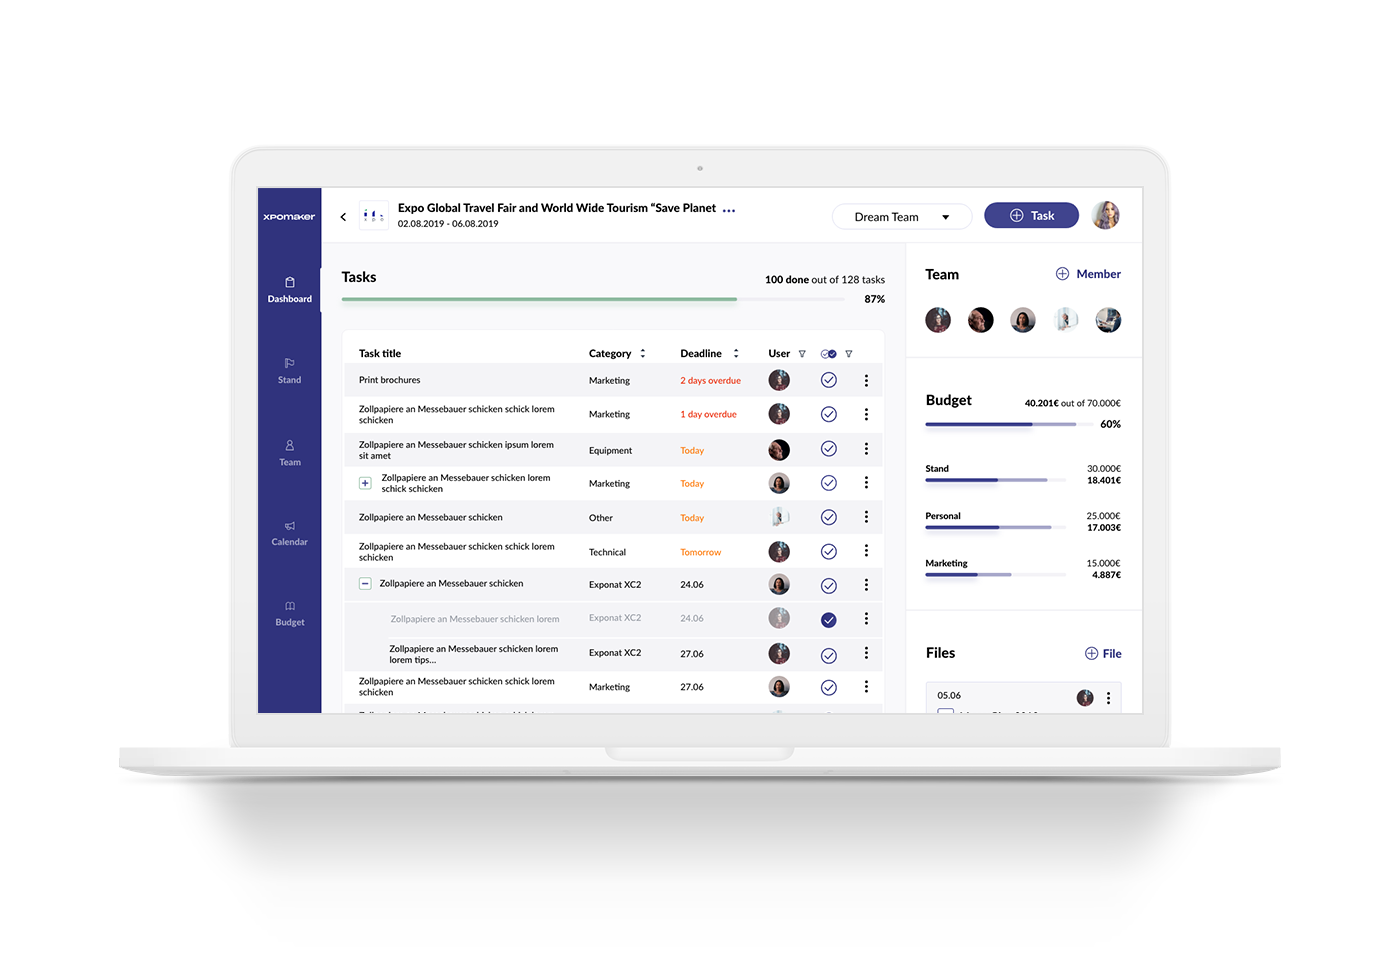 xpomaker
Expo Global Travel Fair and World Wide Tourism “Save Planet ...
02.08.2019 - 06.08.2019
Dream Team
Task
Dashboard
Stand
Team
Calendar
Budget
Tasks
100 done out of 128 tasks
87%
Task title Category Deadline User
Print brochures Marketing 2 days overdue
Zollpapiere an Messebauer schicken schick lorem
schicken
Marketing 1 day overdue
Zollpapiere an Messebauer schicken ipsum lorem
sit amet
Equipment Today
Zollpapiere an Messebauer schicken lorem
schick schicken
Marketing Today
Zollpapiere an Messebauer schicken Other Today
Zollpapiere an Messebauer schicken schick lorem
schicken
Technical Tomorrow
Zollpapiere an Messebauer schicken Exponat XC2 24.06
Zollpapiere an Messebauer schicken lorem Exponat XC2 24.06
Zollpapiere an Messebauer schicken lorem
lorem tips...
Exponat XC2 27.06
Zollpapiere an Messebauer schicken schick lorem
schicken
Marketing 27.06
Team
Member
Budget
40.201€ out of 70.000€
60%
Stand 30.000€
18.401€
Personal 25.000€
17.003€
Marketing 15.000€
4.887€
Files
File
05.06